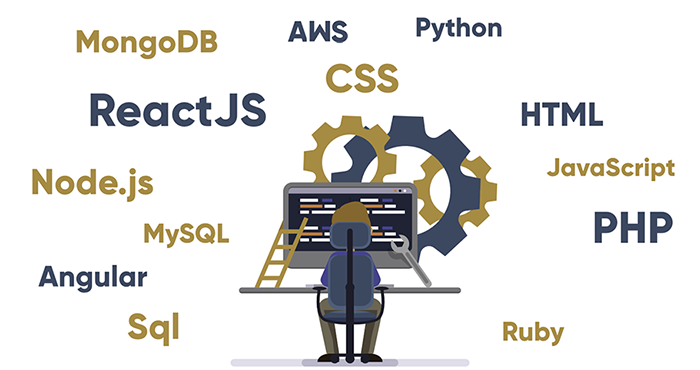 MongoDB
AWS
Python
CSS
ReactJS
HTML
JavaScript
Node.js
MySQL
PHP
Angular
Sql
Ruby